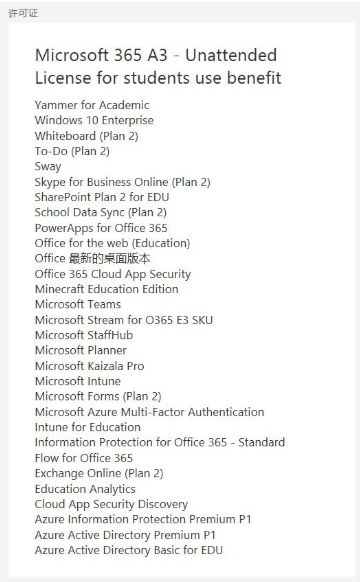 许可证
Microsoft 365 A3 - Unattended
License for students use benefit
Yammer for Academic
Windows 10 Enterprise
Whiteboard (Plan 2)
To-Do (Plan 2)
Sway
Skype for Business Online (Plan 2)
SharePoint Plan 2 for EDU
School Data Sync (Plan 2)
PowerApps for Office 365
Office for the web (Education)
Office 最新的桌面版本
Office 365 Cloud App Security
Minecraft Education Edition
Microsoft Teams
Microsoft Stream for O365 E3 SKU
Microsoft StaffHub
Microsoft Planner
Microsoft Kaizala Pro
Microsoft Intune
Microsoft Forms (Plan 2)
Microsoft Azure Multi-Factor Authentication
Intune for Education
Information Protection for Office 365 - Standard
Flow for Office 365
Exchange Online (Plan 2)
Education Analytics
Cloud App Security Discovery
Azure Information Protection Premium P1
Azure Active Directory Premium P1
Azure Active Directory Basic for EDU